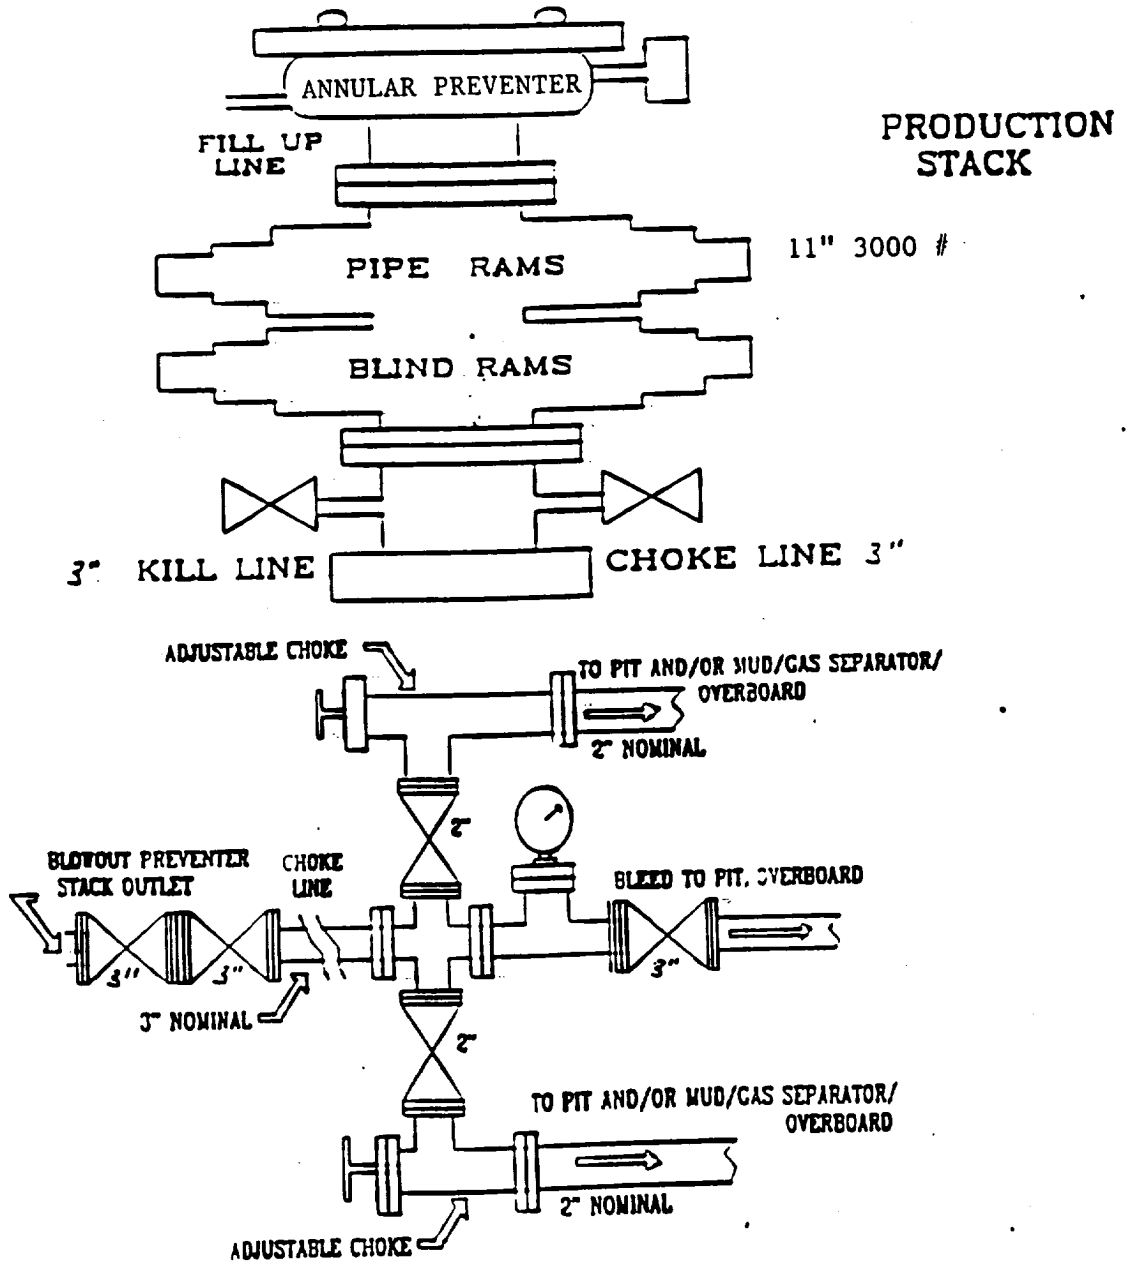 ANNULAR PREVENTER
FILL UP
LINE
PRODUCTION
STACK
11" 3000 #
PIPE RAMS
BLIND RAMS
3" KILL LINE
CHOKE LINE 3"
ADJUSTABLE CHOKE
TO PIT AND/OR MUD/GAS SEPARATOR/
OVERBOARD
2" NOMINAL
2"
BLOWOUT PREVENTER
STACK OUTLET
CHOKE
LINE
BLEED TO PIT, OVERBOARD
3"
3"
3"
3" NOMINAL
2"
TO PIT AND/OR MUD/GAS SEPARATOR/
OVERBOARD
2" NOMINAL
ADJUSTABLE CHOKE